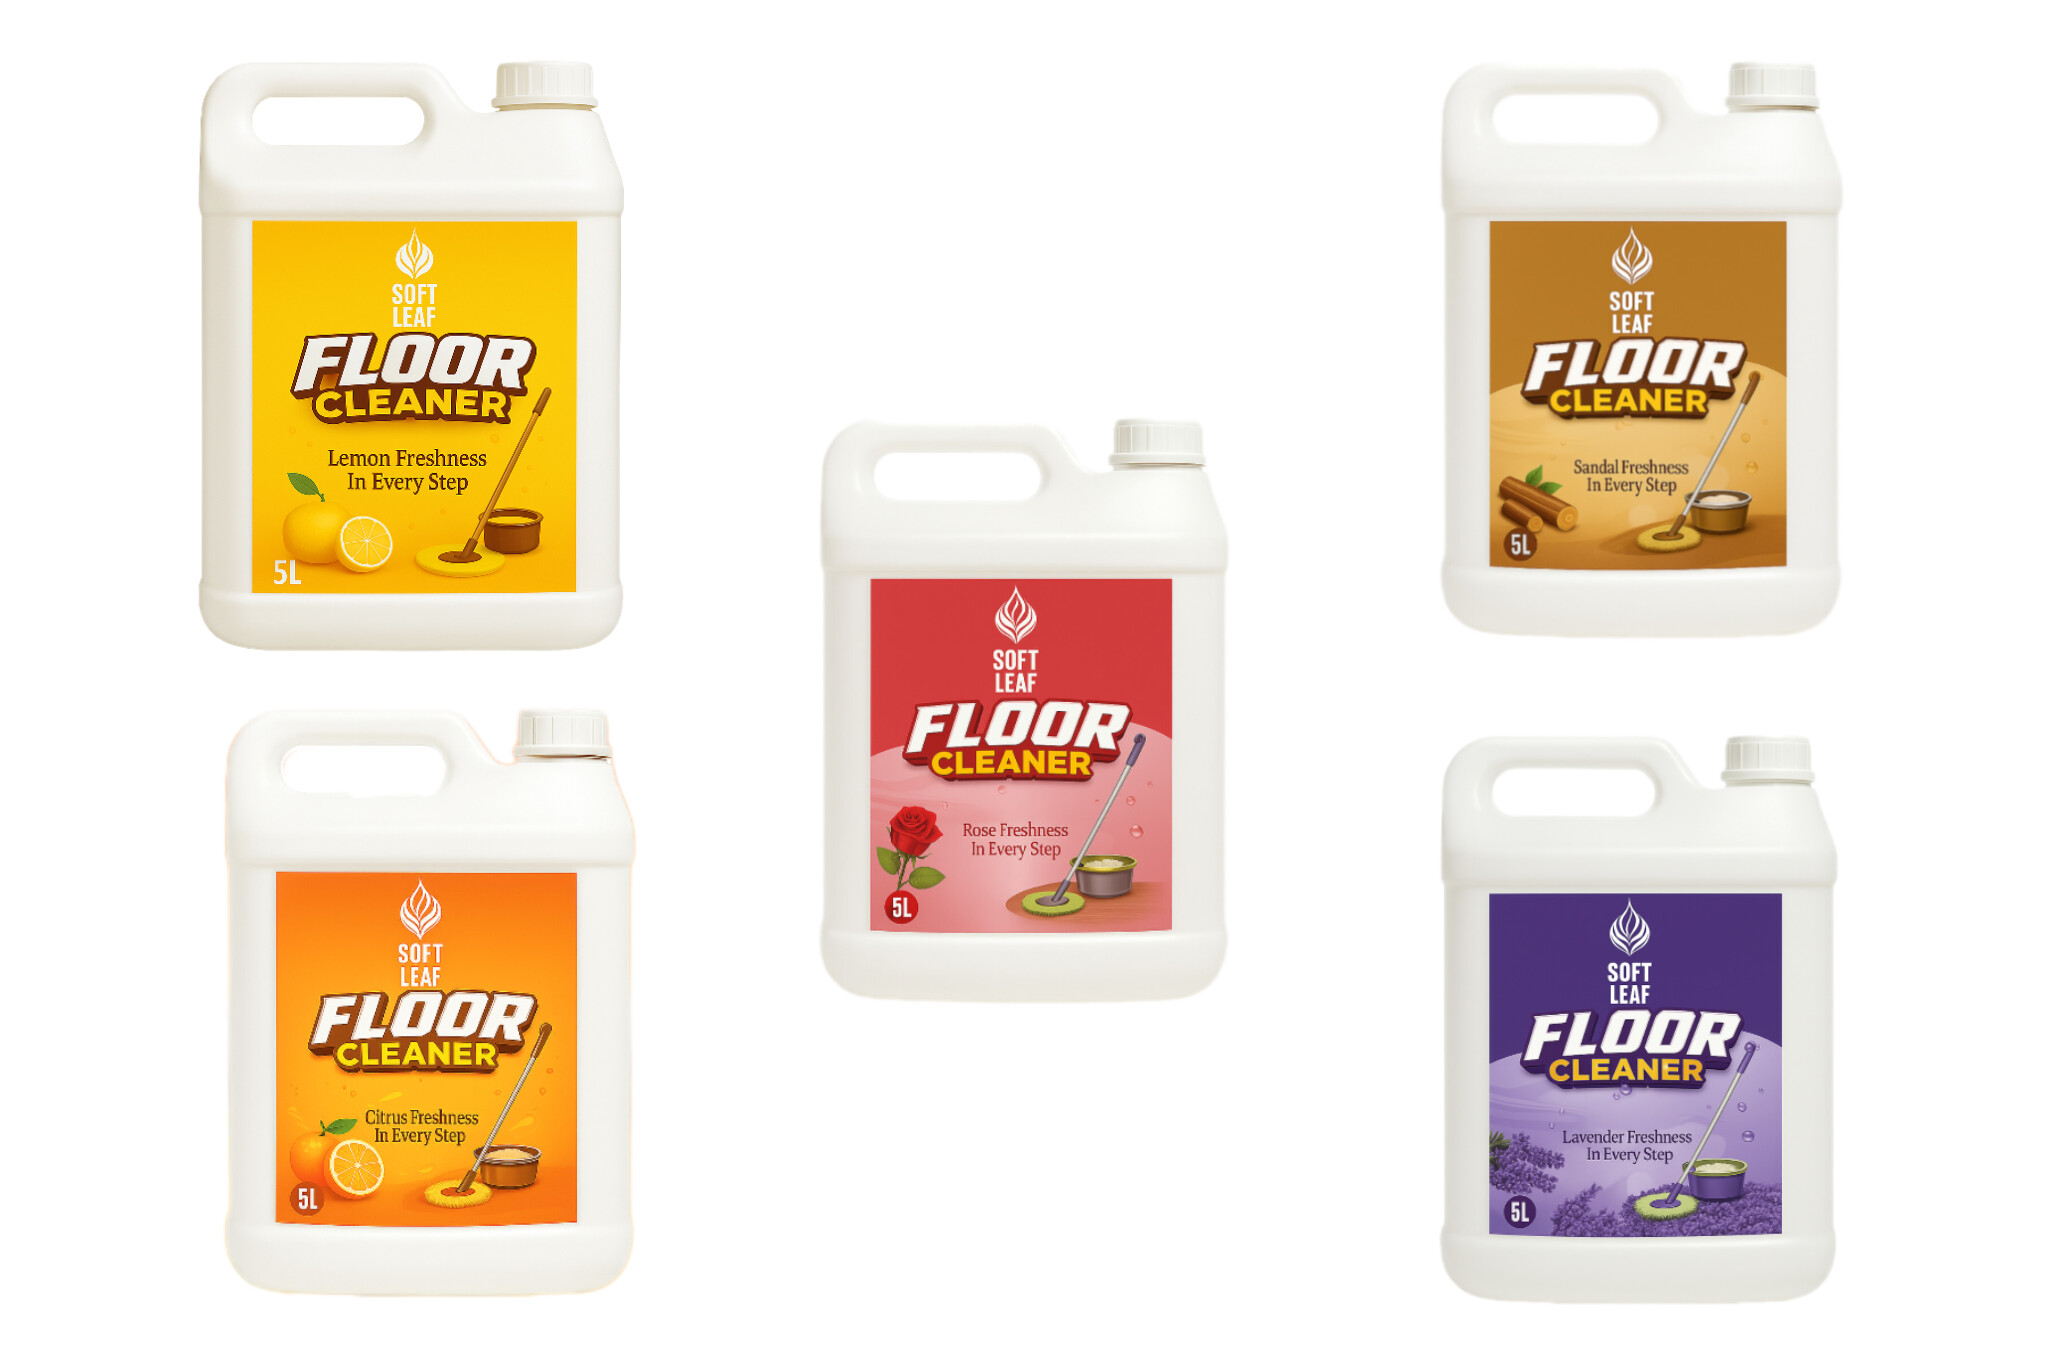 SOFT
LEAF
FLOOR
CLEANER
Lemon Freshness
In Every Step
5L
SOFT
LEAF
FLOOR
CLEANER
Citrus Freshness
In Every Step
5L
SOFT
LEAF
FLOOR
CLEANER
Rose Freshness
In Every Step
5L
SOFT
LEAF
FLOOR
CLEANER
Sandal Freshness
In Every Step
5L
SOFT
LEAF
FLOOR
CLEANER
Lavender Freshness
In Every Step
5L